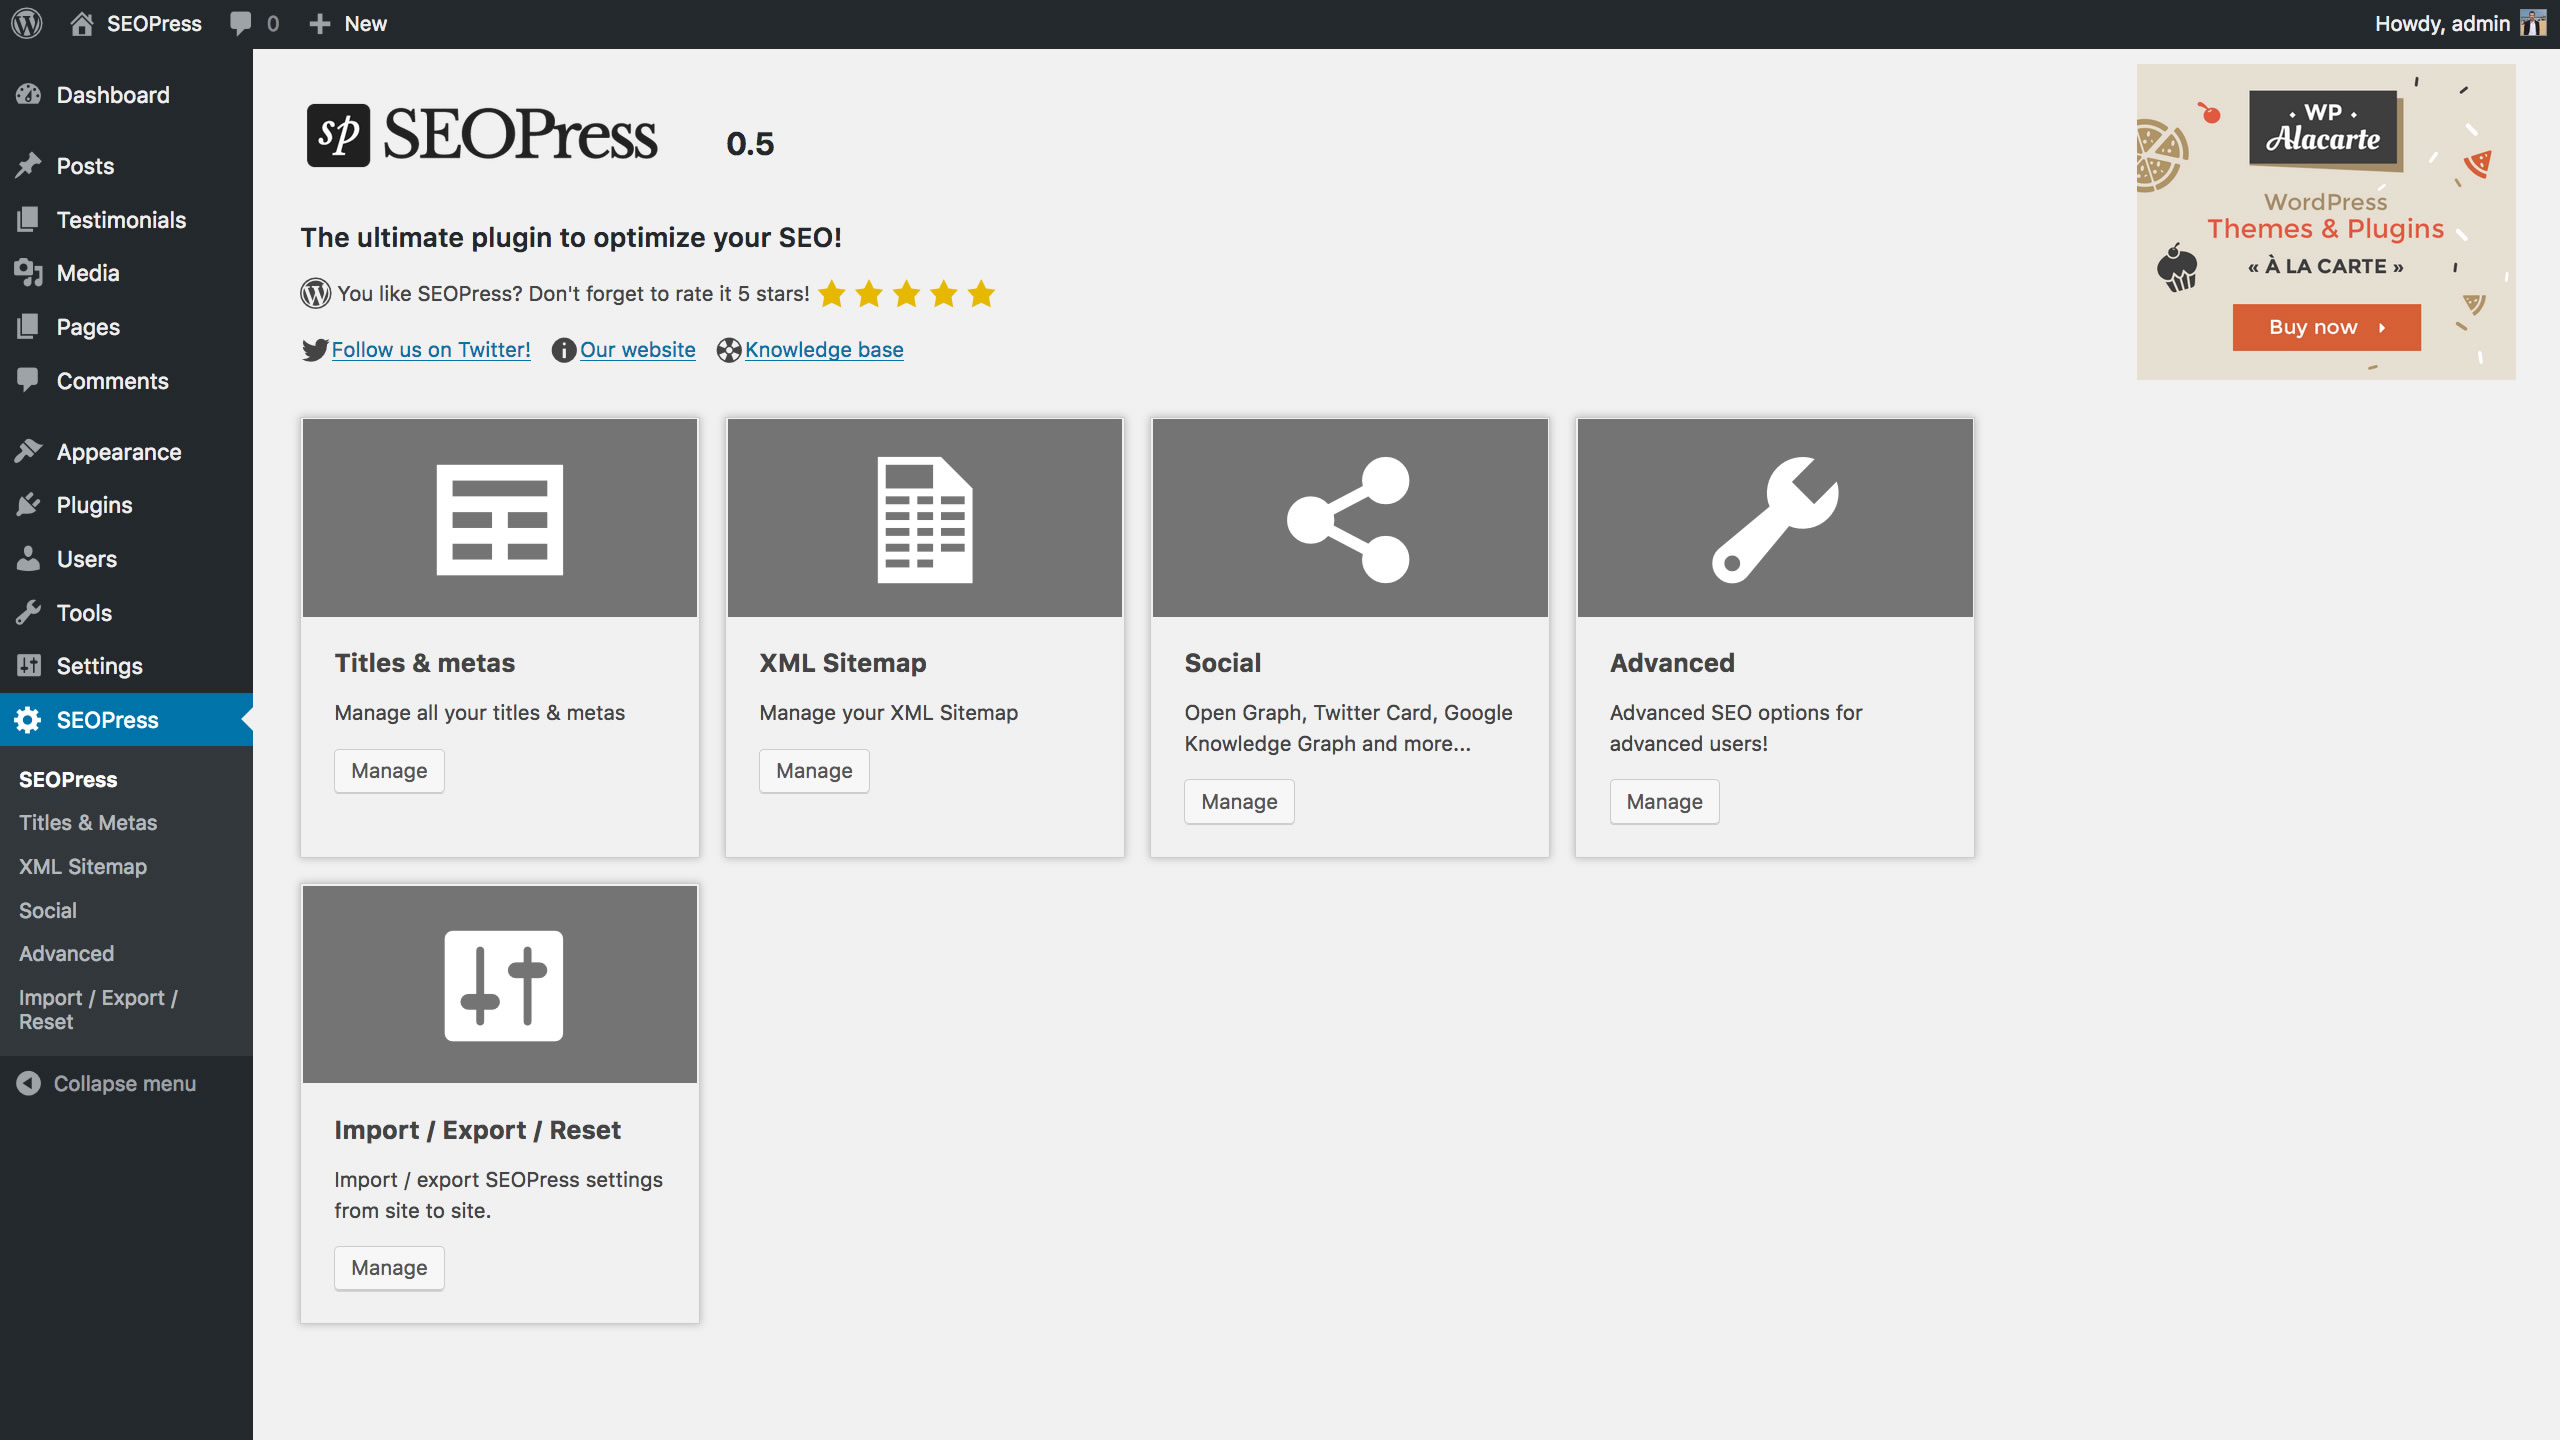 SEOPress
0
New
Howdy, admin
Dashboard
Posts
Testimonials
Media
Pages
Comments
Appearance
Plugins
Users
Tools
Settings
SEOPress
SEOPress
Titles & Metas
XML Sitemap
Social
Advanced
Import / Export /
Reset
Collapse menu
sp SEOPress 0.5
The ultimate plugin to optimize your SEO!
You like SEOPress? Don't forget to rate it 5 stars!
Follow us on Twitter! Our website Knowledge base
• WP •
Alacarte
WordPress
Themes & Plugins
« À LA CARTE »
Buy now
Titles & metas
Manage all your titles & metas
Manage
XML Sitemap
Manage your XML Sitemap
Manage
Social
Open Graph, Twitter Card, Google
Knowledge Graph and more...
Manage
Advanced
Advanced SEO options for
advanced users!
Manage
Import / Export / Reset
Import / export SEOPress settings
from site to site.
Manage